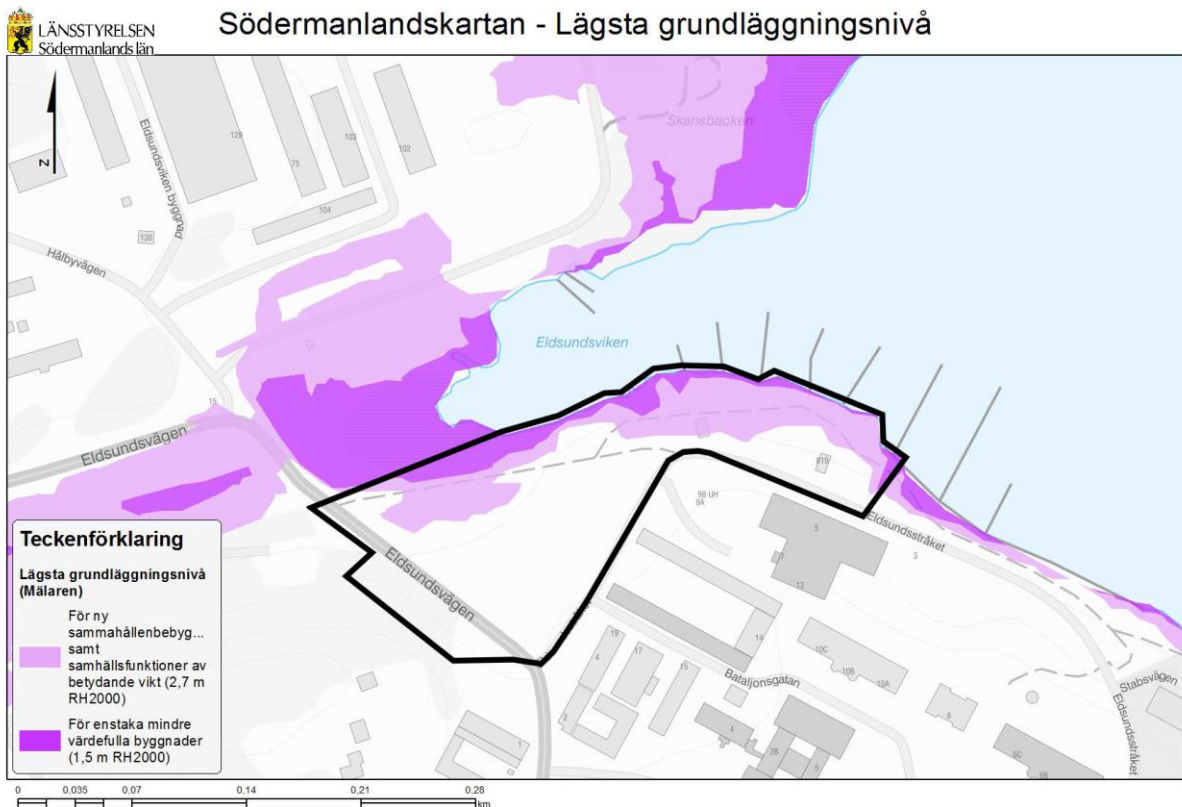 LÄNSSTYRELSEN
Södermanlands län
Södermanlandskartan - Lägsta grundläggningsnivå
N
Skansbacken
Eldsundsviken byggnad
129
75
103
102
104
130
Hålbyvägen
Eldsundsviken
15
Eldsundsvägen
9B UH
9A
Eldsundsstråket
5
3
12
Eldsundsvägen
14
19
17
4
15
2
1
Bataljonsgatan
10C
10B
10A
4
2B
5
8
6C
6B
Stabsvägen
Eldsundsstråket
Teckenförklaring
Lägsta grundläggningsnivå
(Mälaren)
För ny
sammahållenbebyg...
samt
samhällsfunktioner av
betydande vikt (2,7 m
RH2000)
För enstaka mindre
värdefulla byggnader
(1,5 m RH2000)
0 0,035 0,07 0,14 0,21 0,28
km